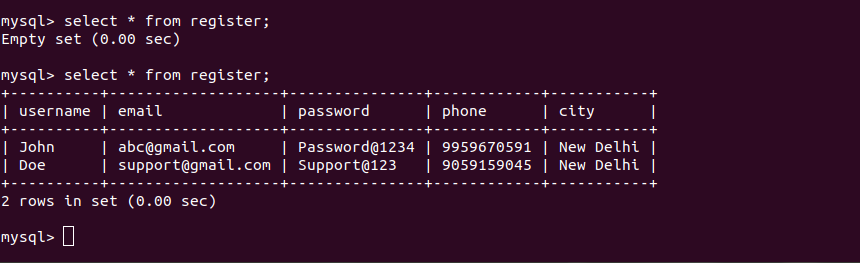 mysql> select * from register;
Empty set (0.00 sec)
mysql> select * from register;
+----------+-------------------+---------------+------------+-----------+
| username | email             | password      | phone      | city      |
+----------+-------------------+---------------+------------+-----------+
| John     | abc@gmail.com     | Password@1234 | 9959670591 | New Delhi |
| Doe      | support@gmail.com | Support@123   | 9059159045 | New Delhi |
+----------+-------------------+---------------+------------+-----------+
2 rows in set (0.00 sec)
mysql>